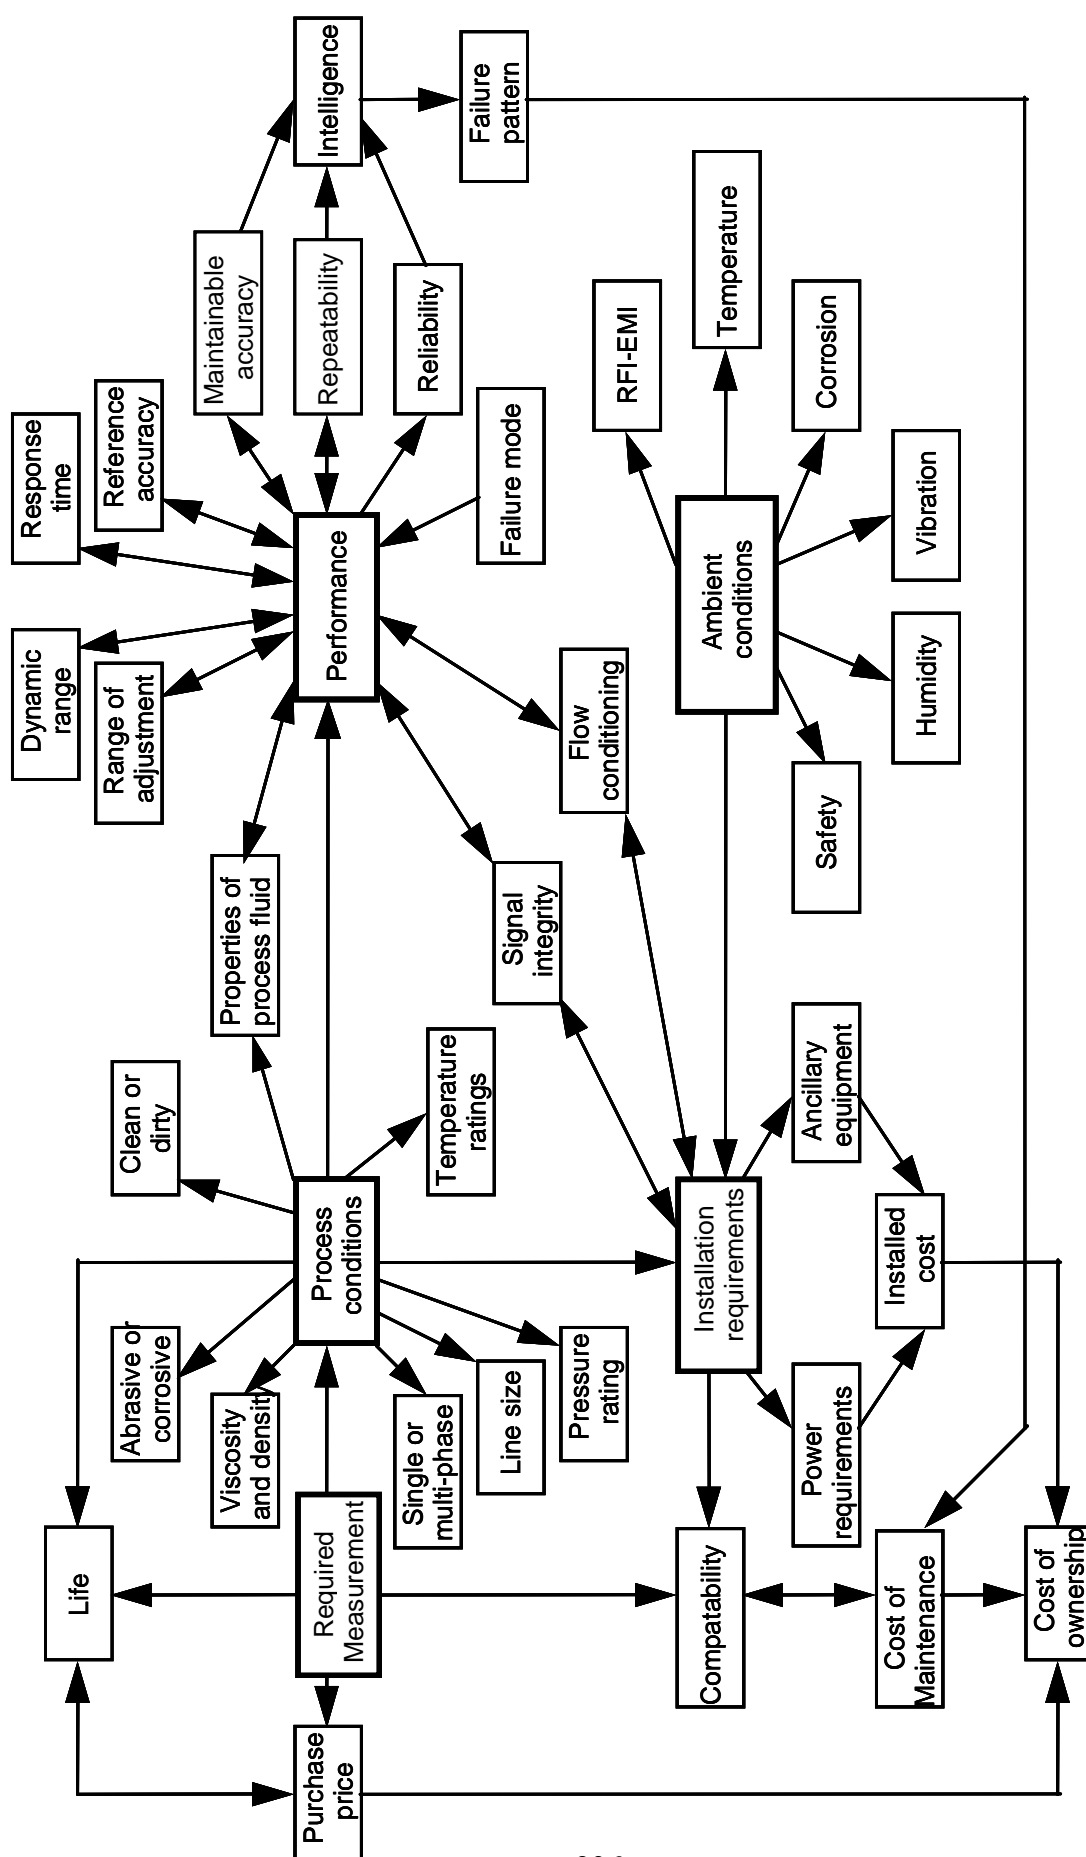 Intelligence
Failure
pattern
Maintainable
accuracy
Repeatability
Reliability
Temperature
RFI-EMI
Corrosion
Response
time
Reference
accuracy
Failure mode
Vibration
Dynamic
range
Range of
adjustment
Performance
Flow
conditioning
Ambient
conditions
Humidity
Safety
Properties of
process fluid
Signal
integrity
Clean or
dirty
Temperature
ratings
Ancillary
equipment
Process
conditions
Installation
requirements
Installed
cost
Abrasive or
corrosive
Viscosity
and density
Single or
multi-phase
Line size
Pressure
rating
Power
requirements
Life
Required
Measurement
Compatability
Cost of
Maintenance
Cost of
ownership
Purchase
price